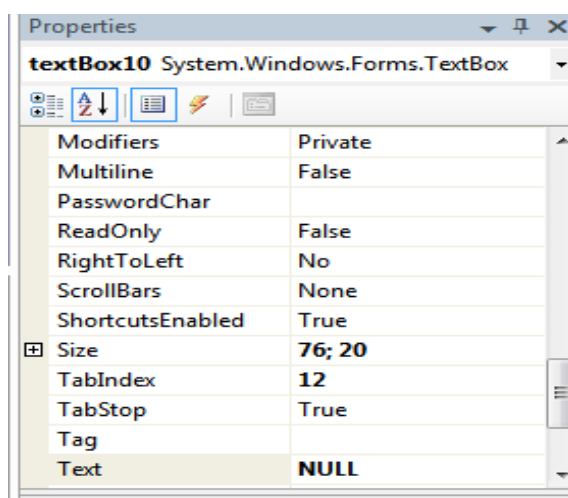 Properties
textBox10 System.Windows.Forms.TextBox
Modifiers Private
Multiline False
PasswordChar
ReadOnly False
RightToLeft No
ScrollBars None
ShortcutsEnabled True
Size 76; 20
TabIndex 12
TabStop True
Tag
Text NULL